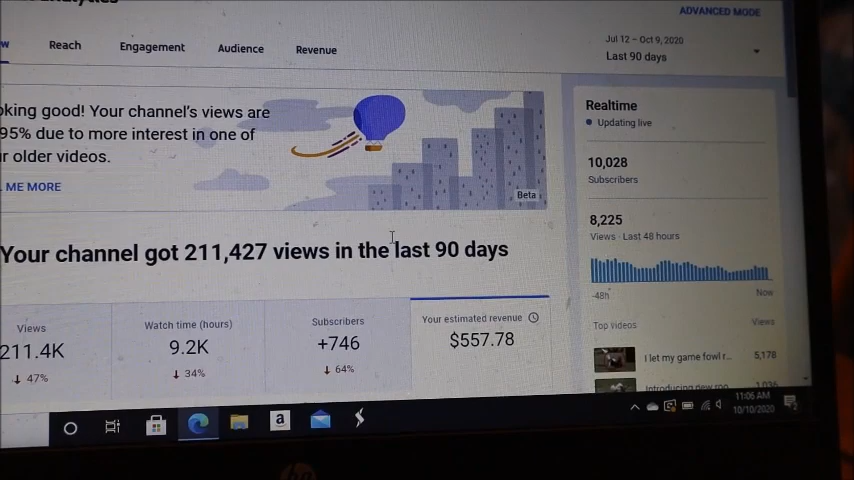 ADVANCED MODE
Reach
Engagement
Audience
Revenue
Jul 12 – Oct 9, 2020
Last 90 days
oking good! Your channel's views are
95% due to more interest in one of
r older videos.
ME MORE
Beta
Realtime
Updating live
10,028
Subscribers
8,225
Views · Last 48 hours
-48h
Now
Your channel got 211,427 views in the last 90 days
Views
211.4K
↓ 47%
Watch time (hours)
9.2K
↓ 34%
Subscribers
+746
↓ 64%
Your estimated revenue
$557.78
Top videos
Views
I let my game fowl r...
5,178
Introducing new roo
1,036
11:06 AM
10/10/2020
a
hp